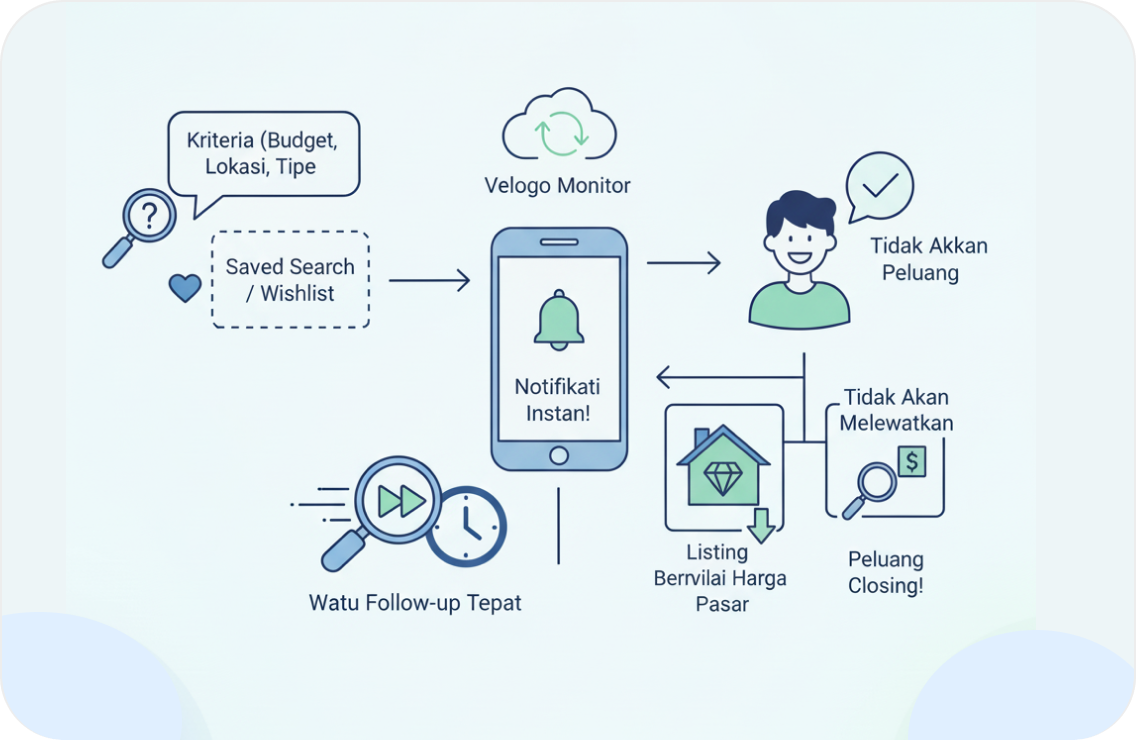 Kriteria (Budget,
Lokasi, Tipe
?
Saved Search
/ Wishlist
Velogo Monitor
Notifikati
Instan!
Tidak Akkan
Peluang
Tidak Akan
Melewatkan
$
Listing
Berrvilai Harga
Pasar
Peluang
Closing!
Watu Follow-up Tepat